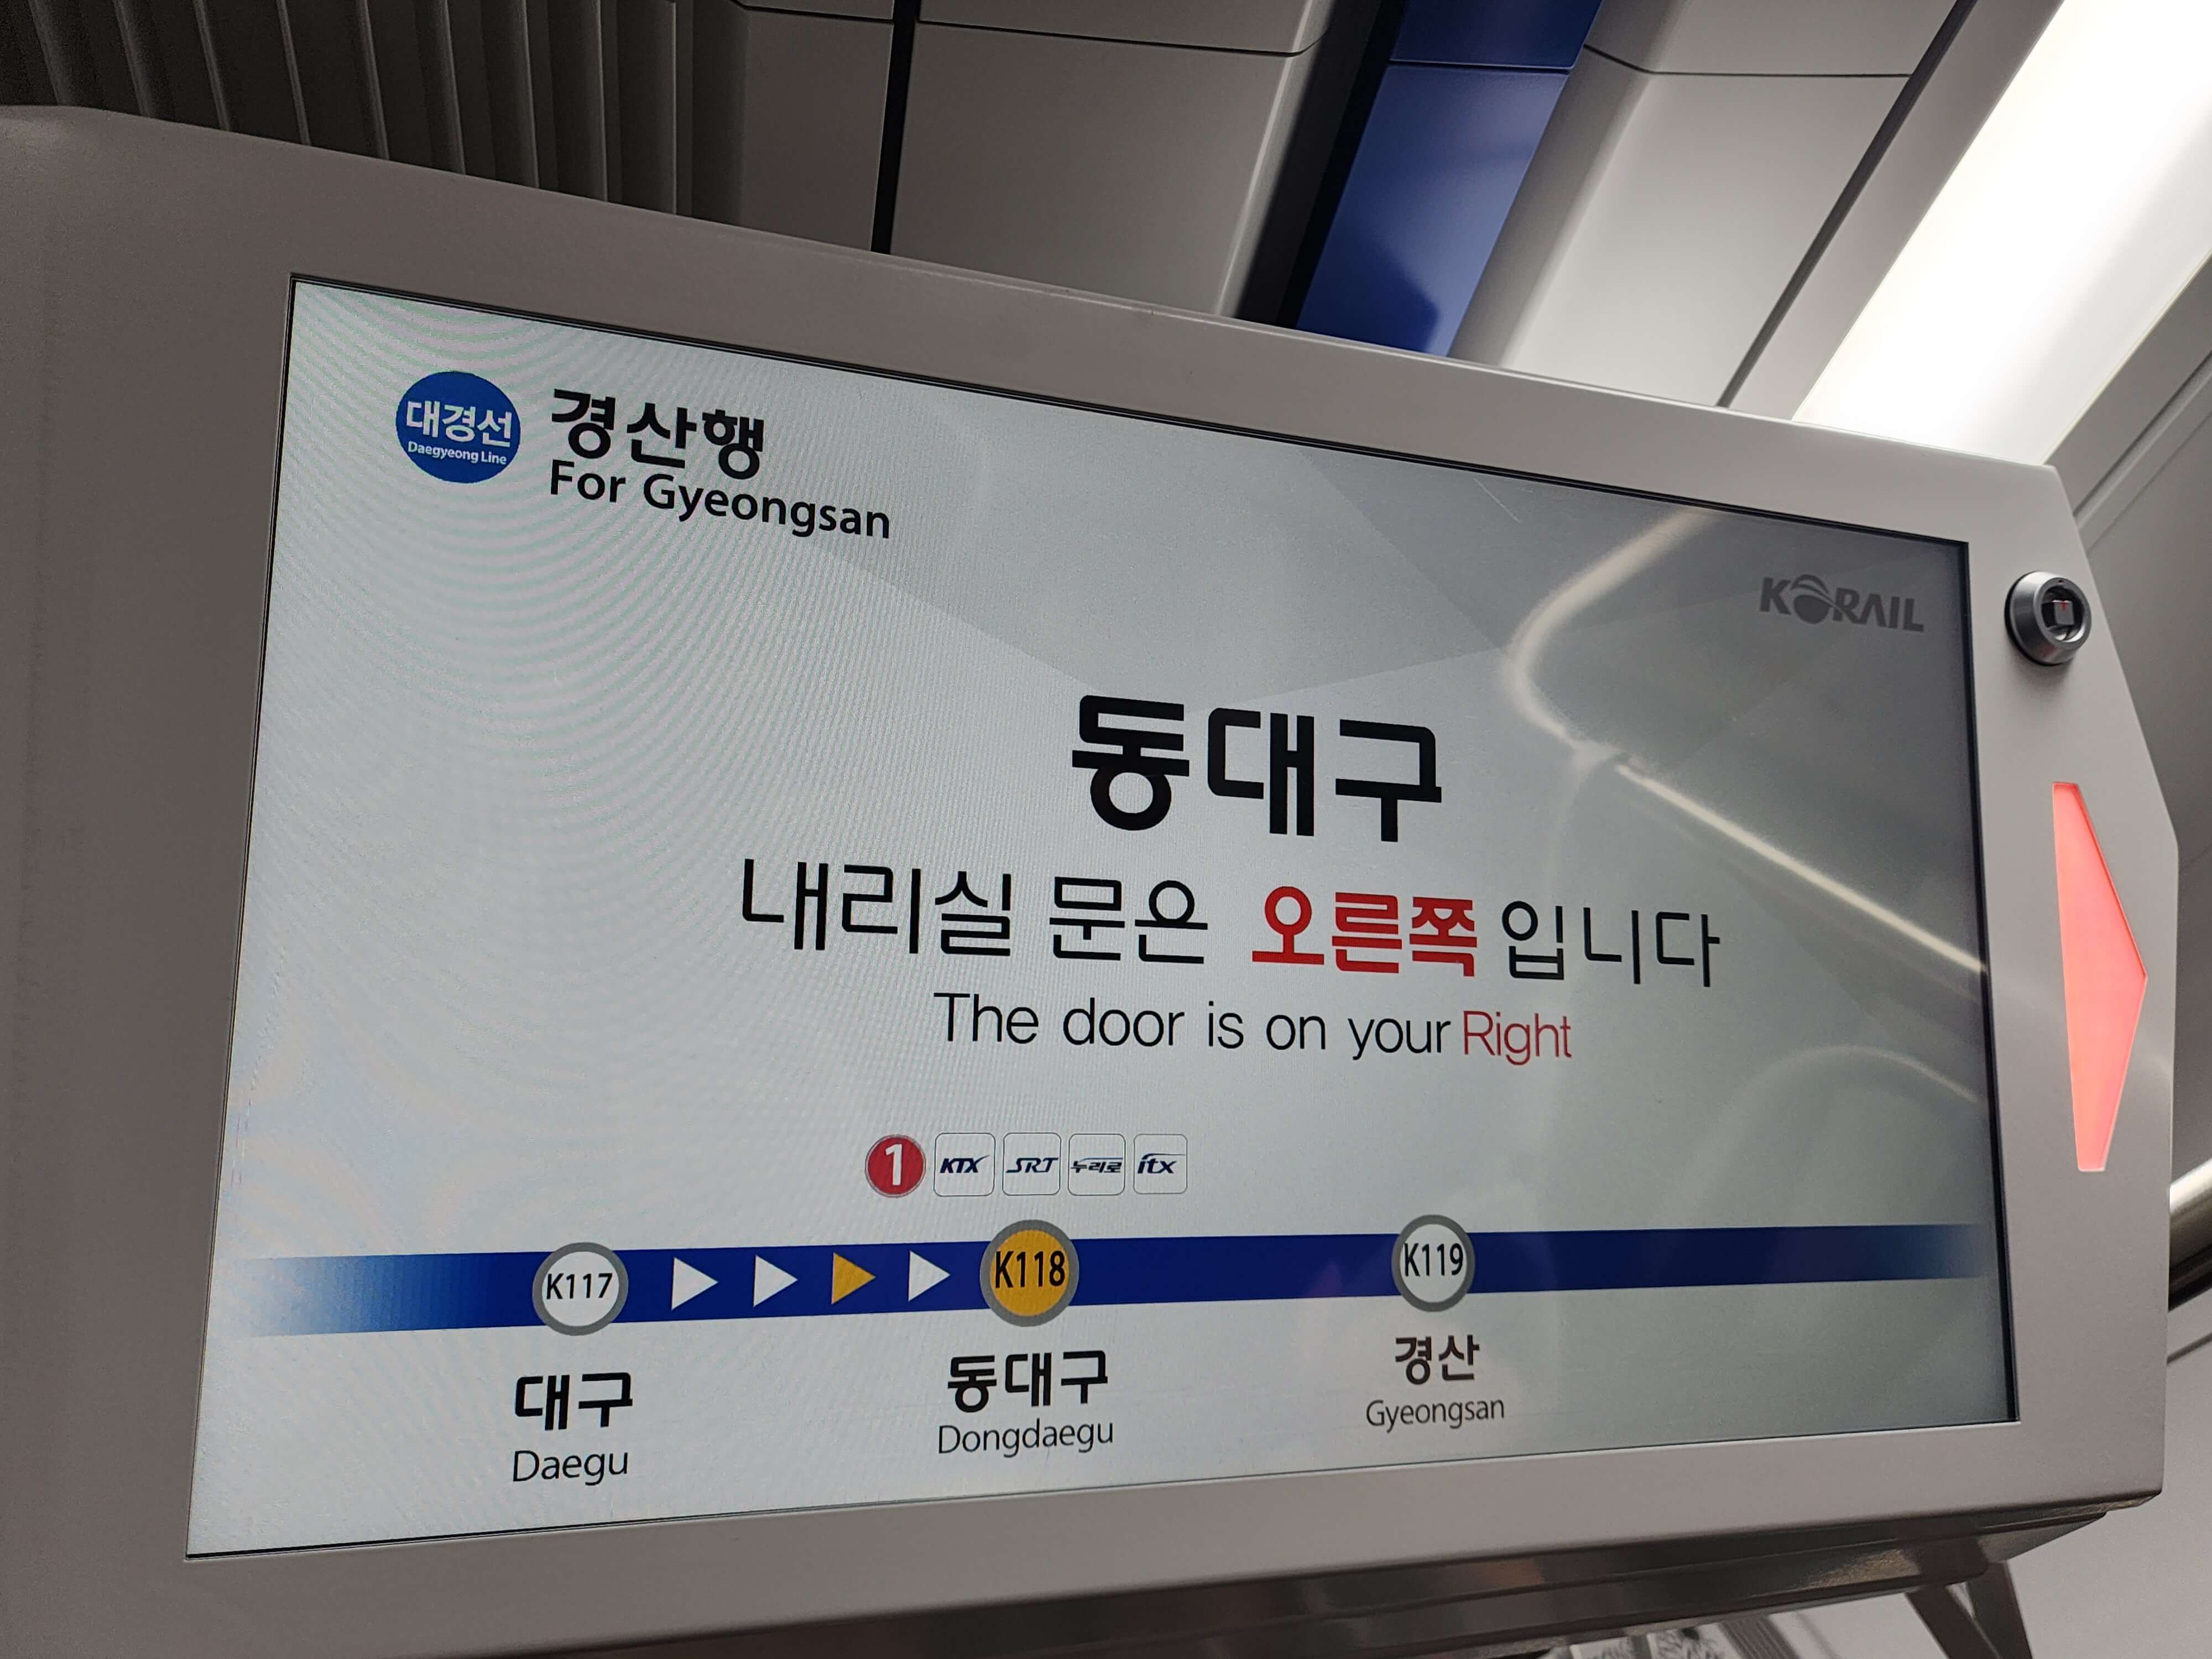 대경선
Daegyeong Line
경산행
For Gyeongsan
KORAIL
동대구
내리실 문은 오른쪽 입니다
The door is on your Right
1 KTX SRT 누리로 itx
K117 K118 K119
대구 동대구 경산
Daegu Dongdaegu Gyeongsan